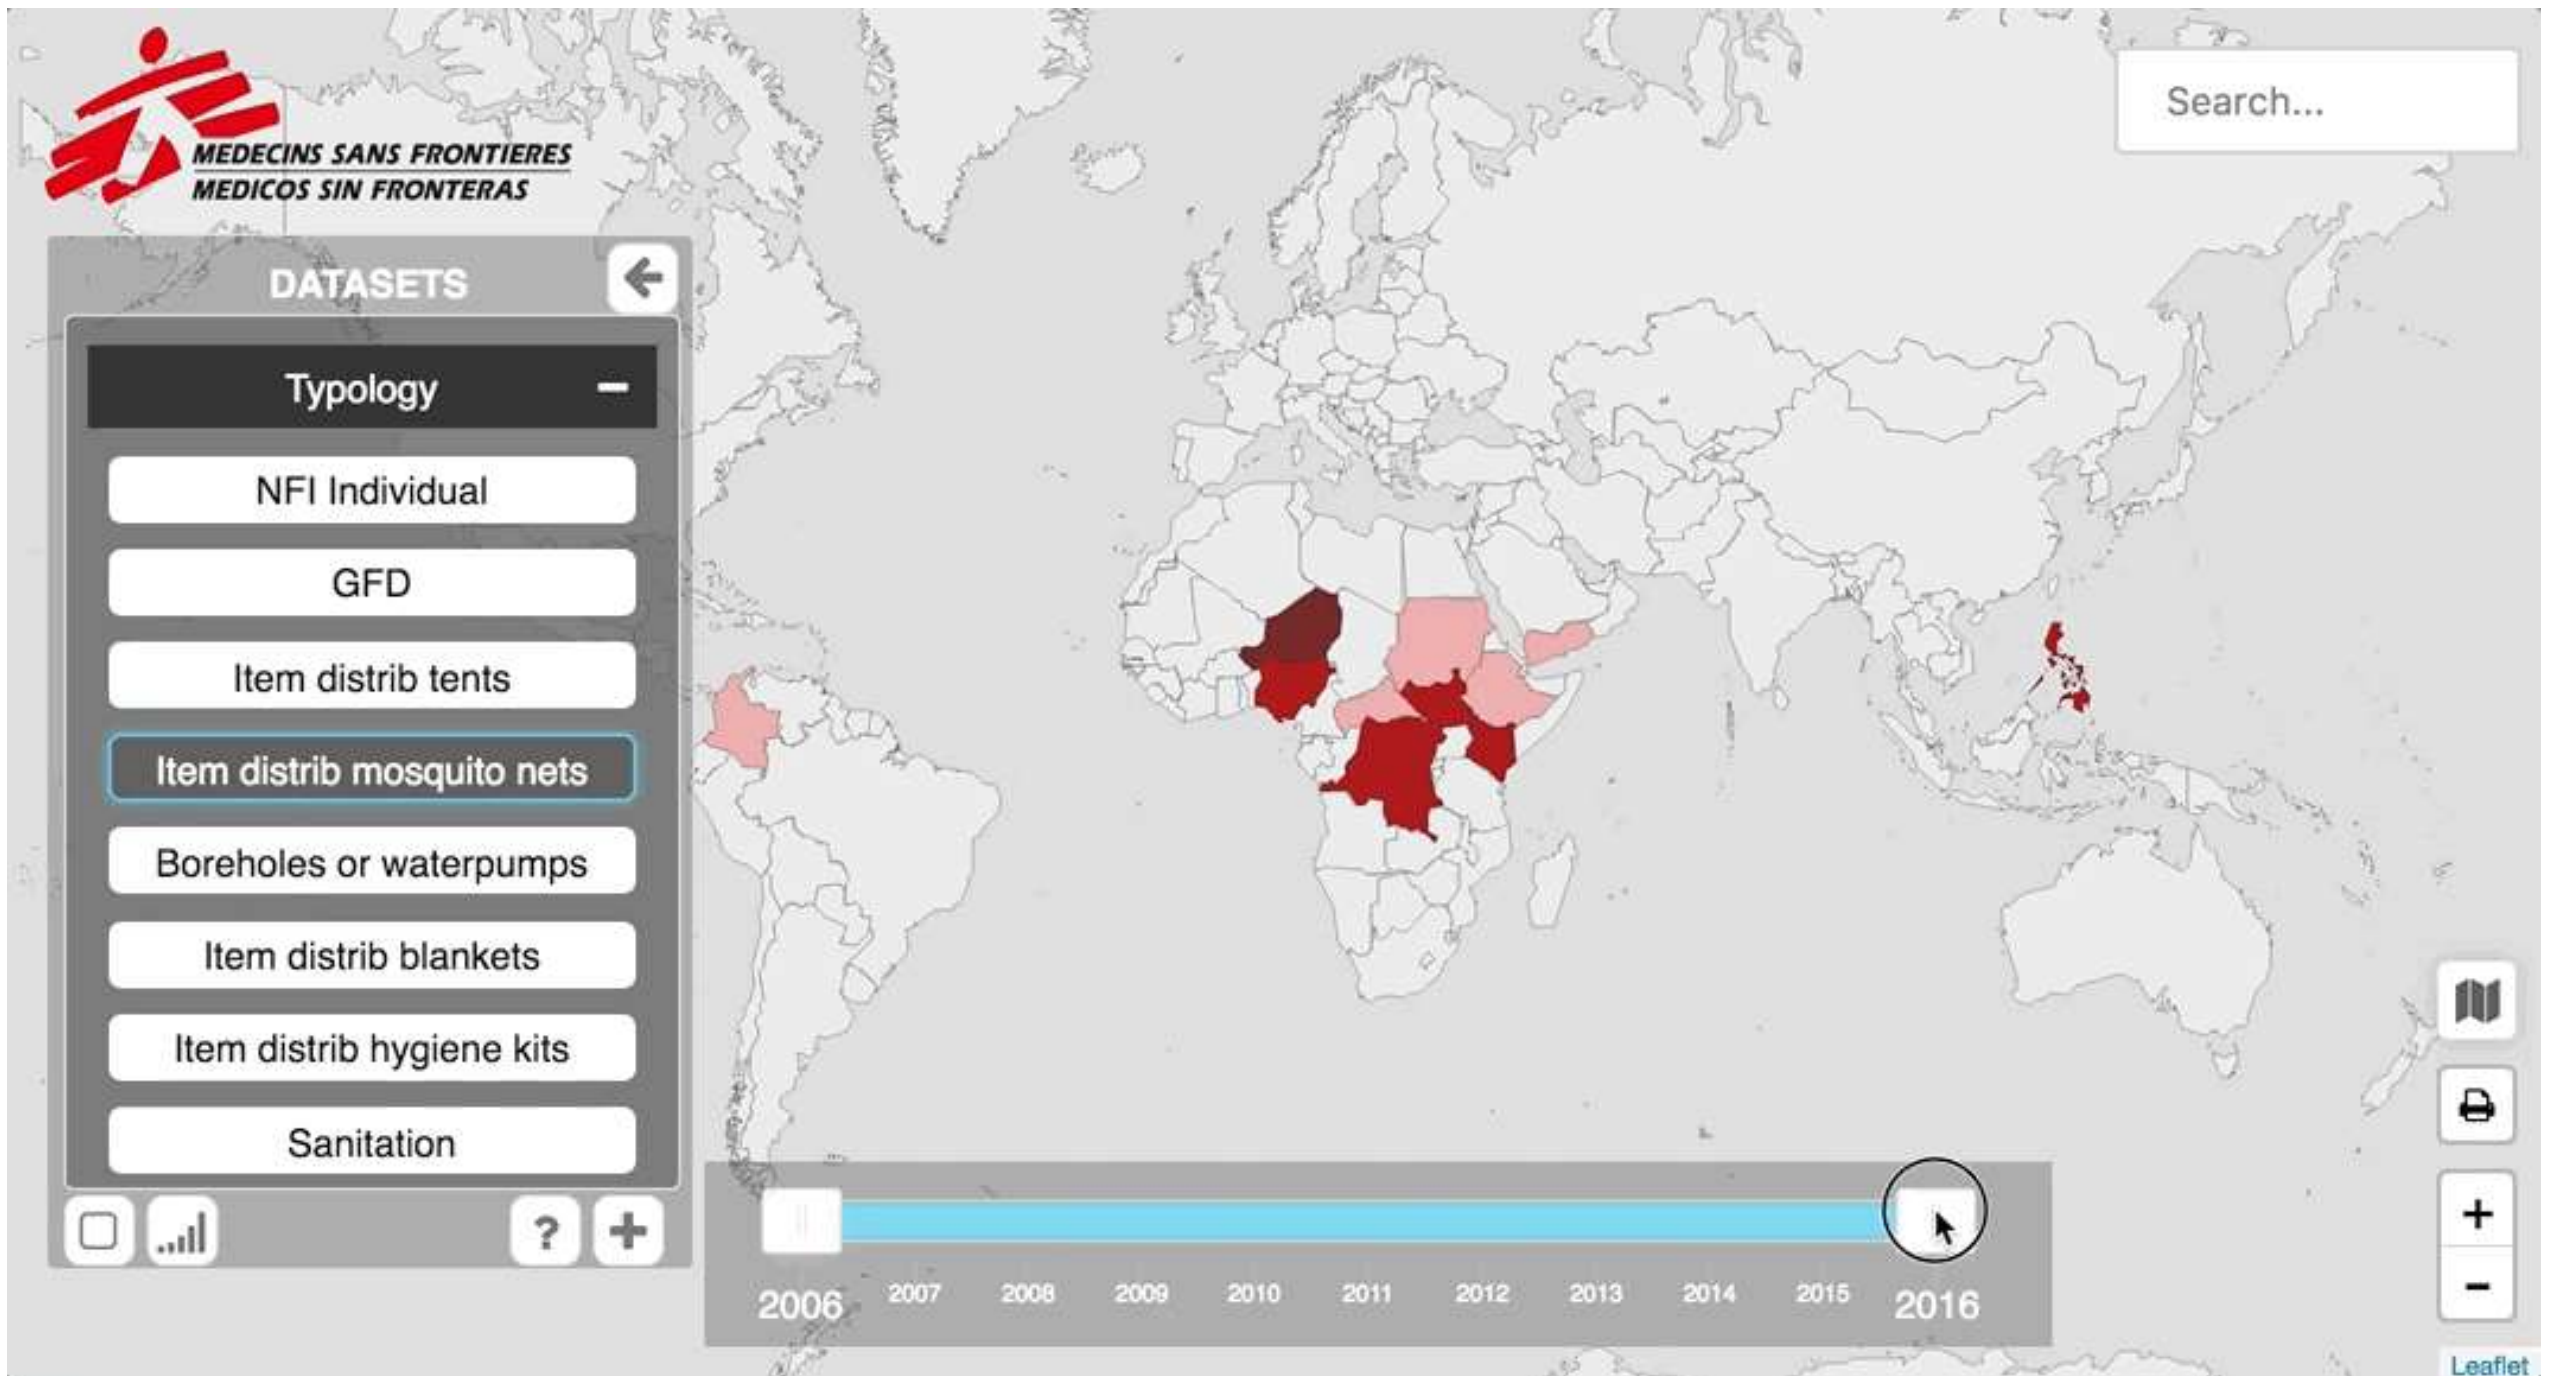 MEDECINS SANS FRONTIERES
MEDICOS SIN FRONTERAS
Search...
DATASETS
Typology
NFI Individual
GFD
Item distrib tents
Item distrib mosquito nets
Boreholes or waterpumps
Item distrib blankets
Item distrib hygiene kits
Sanitation
?
2006 2007 2008 2009 2010 2011 2012 2013 2014 2015 2016
Leaflet